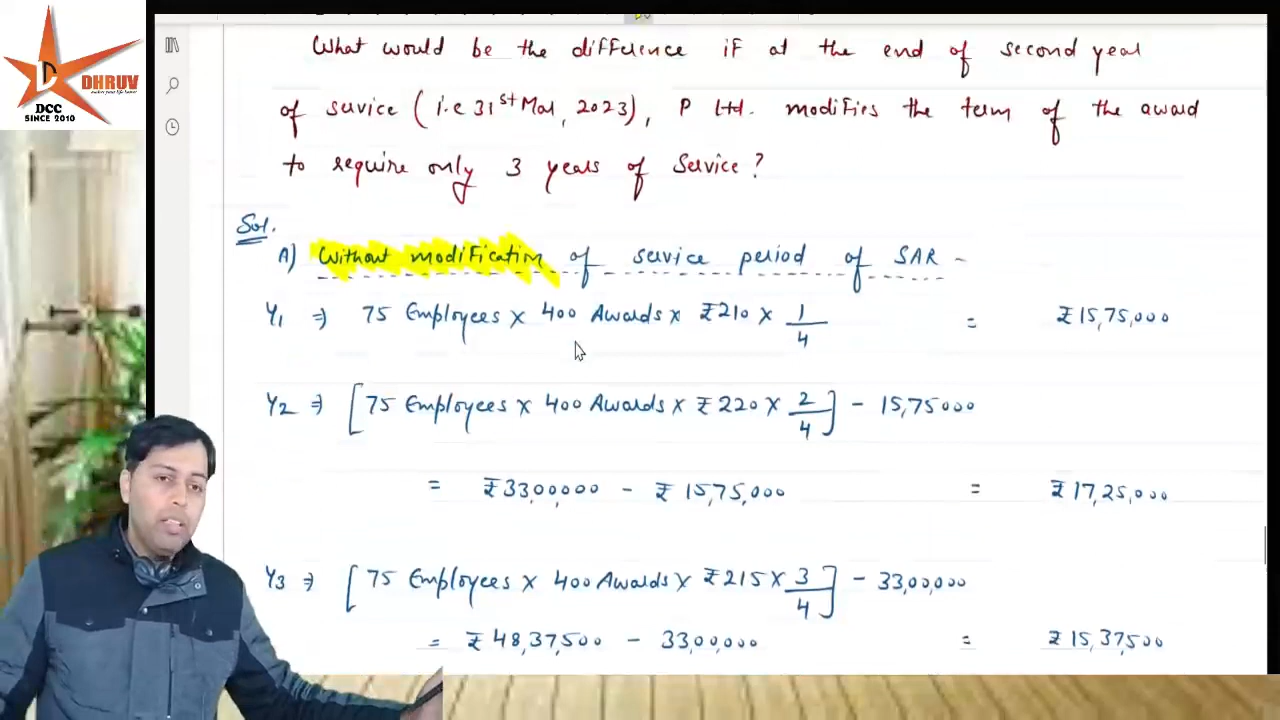 DHRUV
DCC
SINCE 2010
What would be the difference if at the end of second year
of service (i.e 31st Mar, 2023), P Ltd. modifies the term of the award
to require only 3 years of Service?
Sol.
A) Without modification of service period of SAR -
Y1 ⇒ 75 Employees × 400 Awards × ₹210 × 1/4 = ₹15,75,000
Y2 ⇒ [75 Employees × 400 Awards × ₹220 × 2/4] - 15,75000
= ₹33,00,000 - ₹15,75,000 = ₹17,25,000
Y3 ⇒ [75 Employees × 400 Awards × ₹215 × 3/4] - 33,00,000
= ₹48,37,500 - 33,00,000 = ₹15,37,500